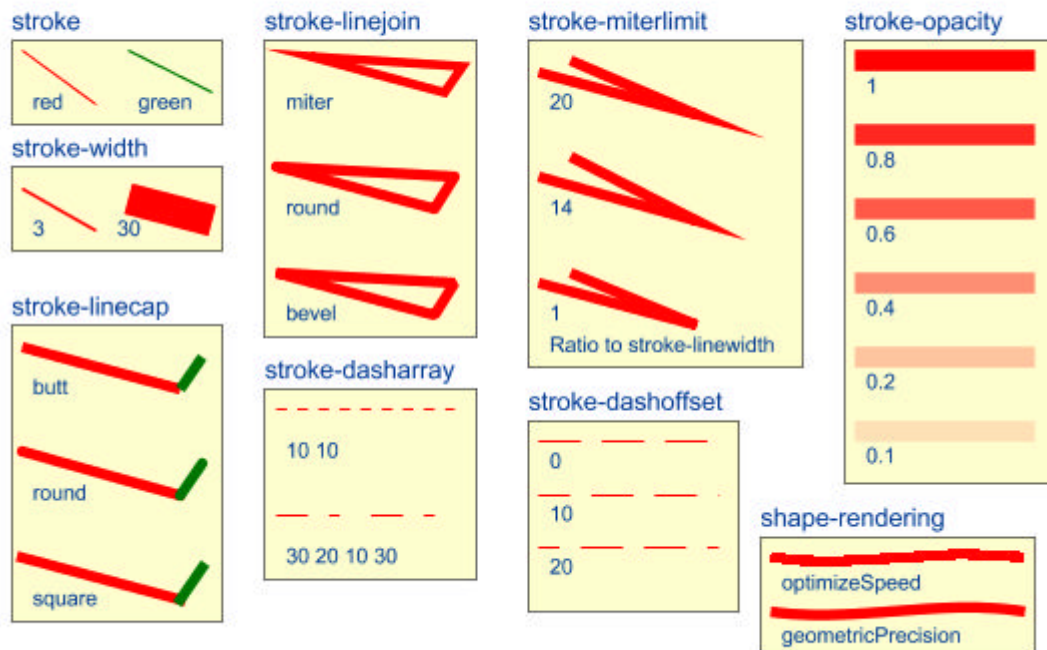 stroke
red
green
stroke-width
3
30
stroke-linecap
butt
round
square
stroke-linejoin
miter
round
bevel
stroke-dasharray
10 10
30 20 10 30
stroke-miterlimit
20
14
1
Ratio to stroke-linewidth
stroke-dashoffset
0
10
20
stroke-opacity
1
0.8
0.6
0.4
0.2
0.1
shape-rendering
optimizeSpeed
geometricPrecision